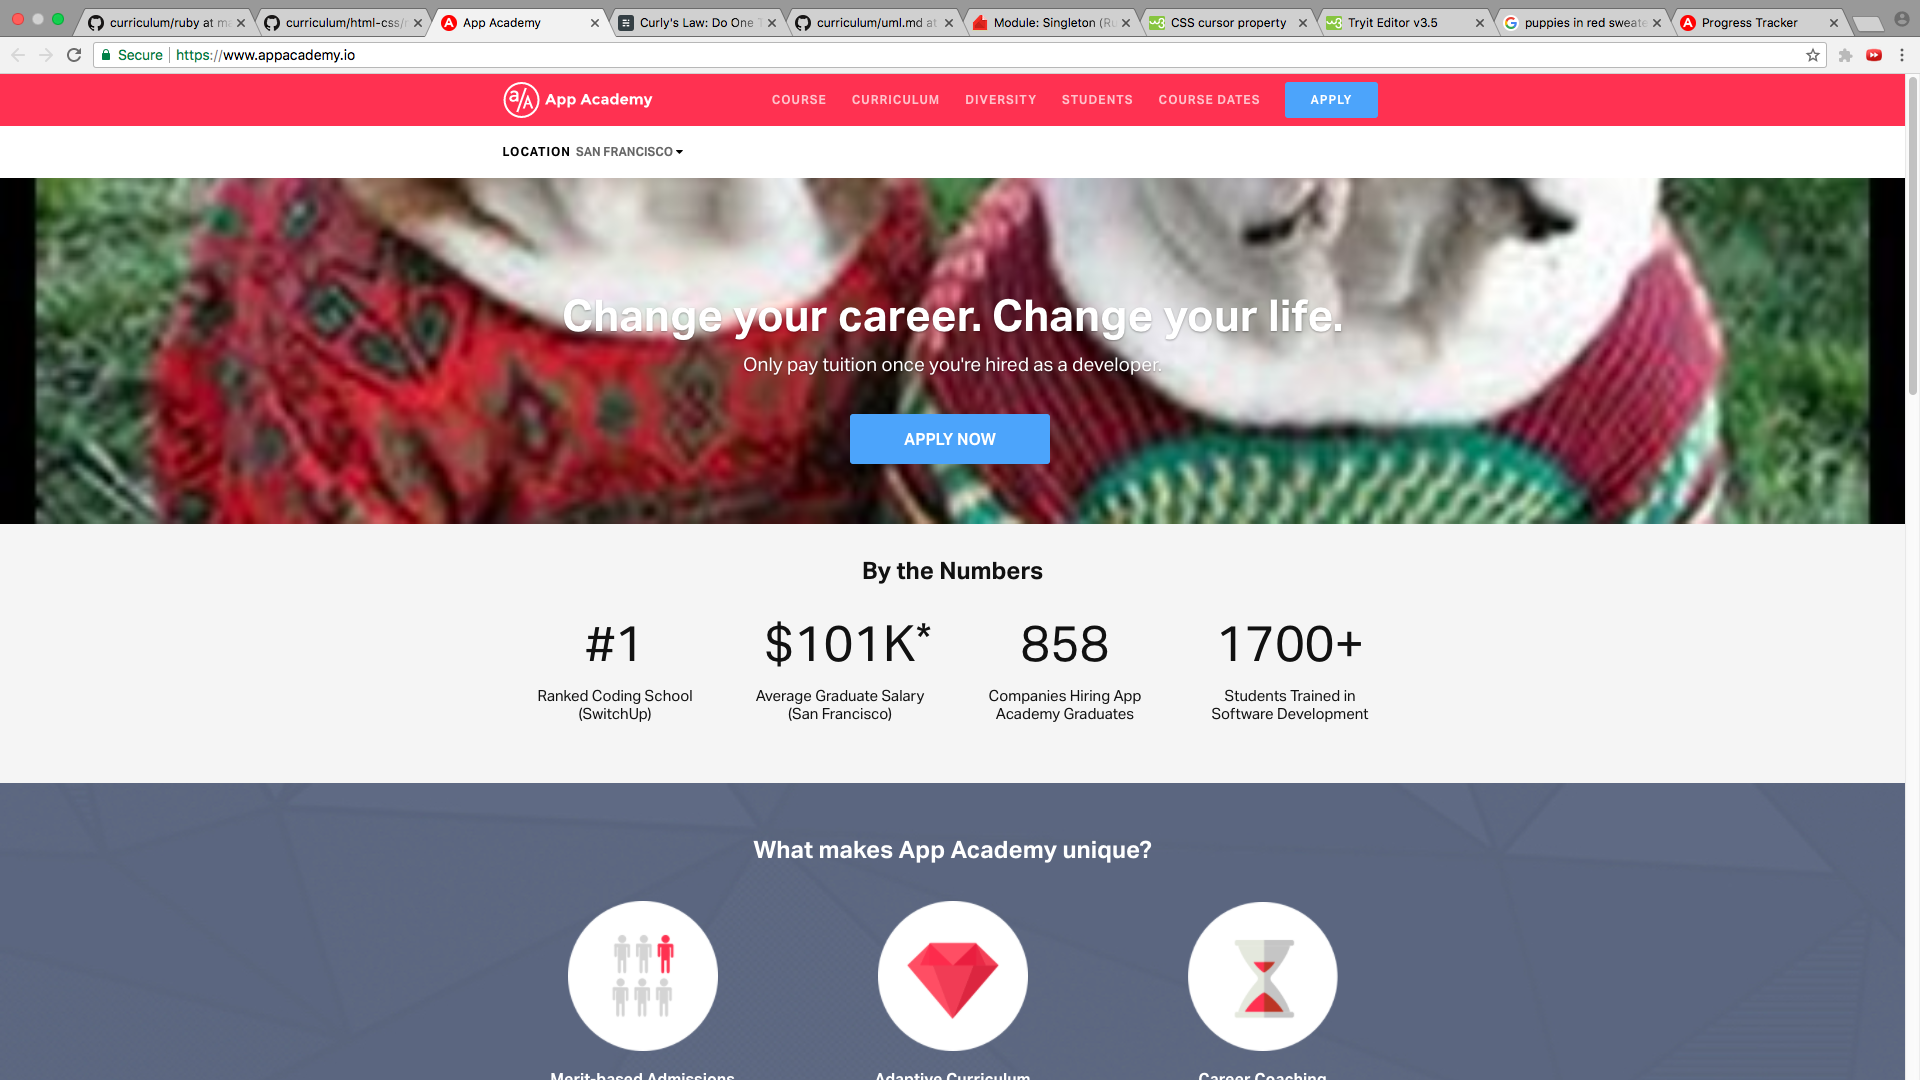 curriculum/ruby at ma
curriculum/html-css/r
App Academy
Curly's Law: Do One T
curriculum/uml.md at
Module: Singleton (Ru
CSS cursor property
Tryit Editor v3.5
puppies in red sweate
Progress Tracker
Secure https://www.appacademy.io
a/A App Academy
COURSE
CURRICULUM
DIVERSITY
STUDENTS
COURSE DATES
APPLY
LOCATION SAN FRANCISCO
Change your career. Change your life.
Only pay tuition once you're hired as a developer.
APPLY NOW
By the Numbers
#1
$101K*
858
1700+
Ranked Coding School
(SwitchUp)
Average Graduate Salary
(San Francisco)
Companies Hiring App
Academy Graduates
Students Trained in
Software Development
What makes App Academy unique?
Merit-based Admissions
Adaptive Curriculum
Career Coaching